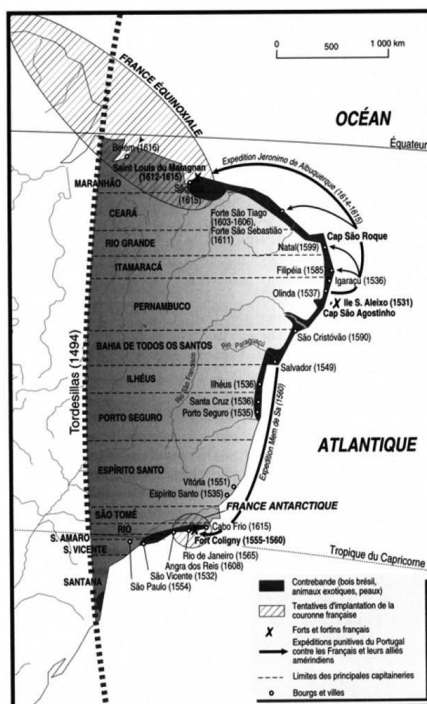 0 500 1 000 km
FRANCE ÉQUINOXIALE
OCÉAN
Équateur
Belém (1616)
Saint Louis du Maragnan
(1612-1615)
Expedition Jeronimo de Albuquerque (1614-1615)
MARANHÃO
(1615)
CEARÁ
Forte São Tiago
(1603-1606),
Forte São Sebastião
(1611)
Cap São Roque
RIO GRANDE
Natal(1599)
ITAMARACÁ
Filipéia (1585)
Igaraçu (1536)
Olinda (1537)
Ile S. Aleixo (1531)
Cap São Agostinho
PERNAMBUCO
São Cristóvão (1590)
BAHIA DE TODOS OS SANTOS
Rio Paraguaçu
Rio São Francisco
Salvador (1549)
ILHÉUS
Ilhéus (1536)
Santa Cruz (1536)
Porto Seguro (1535)
PORTO SEGURO
Tordesillas (1494)
Expedition Mem de Sa (1560)
ATLANTIQUE
ESPÍRITO SANTO
Vitória (1551)
Espirito Santo (1535)
FRANCE ANTARCTIQUE
SÃO TOMÉ
RIO
Cabo Frio (1615)
S. AMARO
Fort Coligny (1555-1560)
S. VICENTE
Tropique du Capricorne
Rio de Janeiro (1565)
Angra dos Reis (1608)
São Vicente (1532)
São Paulo (1554)
SANTANA
Contrebande (bois brésil,
animaux exotiques, peaux)
Tentatives d'implantation de la
couronne française
Forts et fortins français
Expéditions punitives du Portugal
contre les Français et leurs alliés
amérindiens
Limites des principales capitaineries
Bourgs et villes